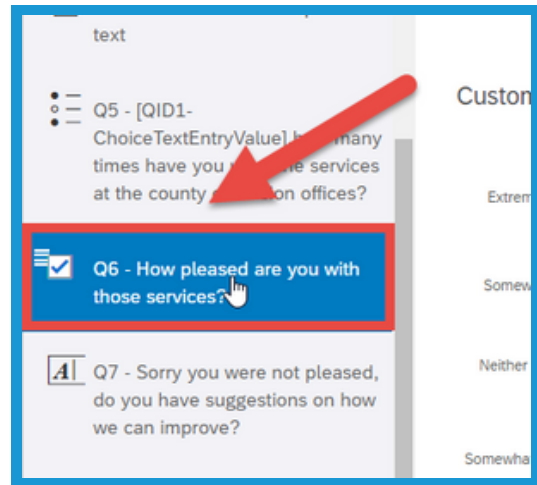 text
Q5 - [QID1-
ChoiceTextEntryValue] many
times have you services
at the county offices?
Q6 - How pleased are you with
those services?
A
Q7 - Sorry you were not pleased,
do you have suggestions on how
we can improve?
Custom
Extrem
Somew
Neither
Somewha